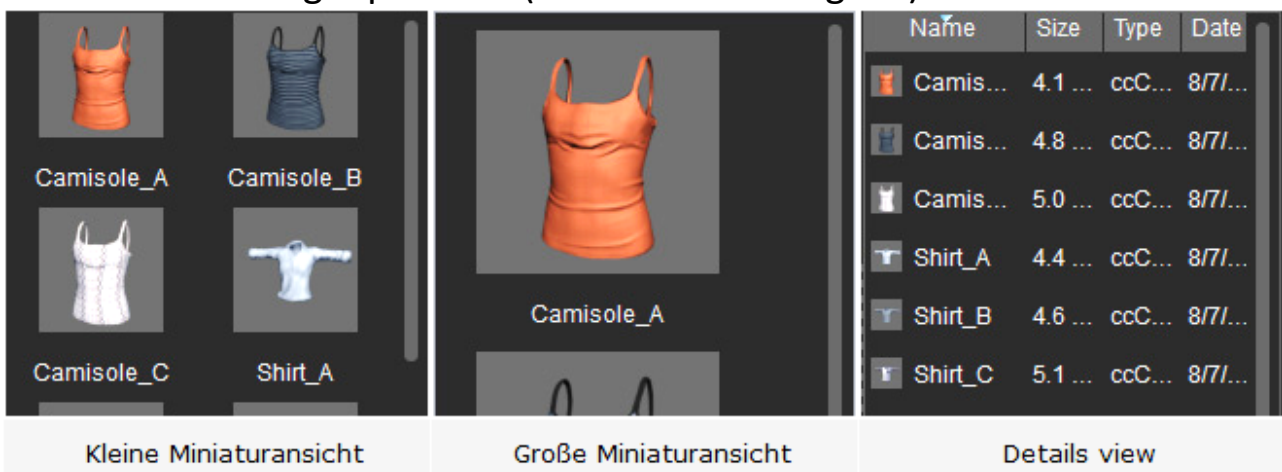 Camisole_A Camisole_B
Camisole_C Shirt_A
Kleine Miniaturansicht
Camisole_A
Große Miniaturansicht
Name Size Type Date
Camis... 4.1 ... ccC... 8/7/...
Camis... 4.8 ... ccC... 8/7/...
Camis... 5.0 ... ccC... 8/7/...
Shirt_A 4.4 ... ccC... 8/7/...
Shirt_B 4.6 ... ccC... 8/7/...
Shirt_C 5.1 ... ccC... 8/7/...
Details view